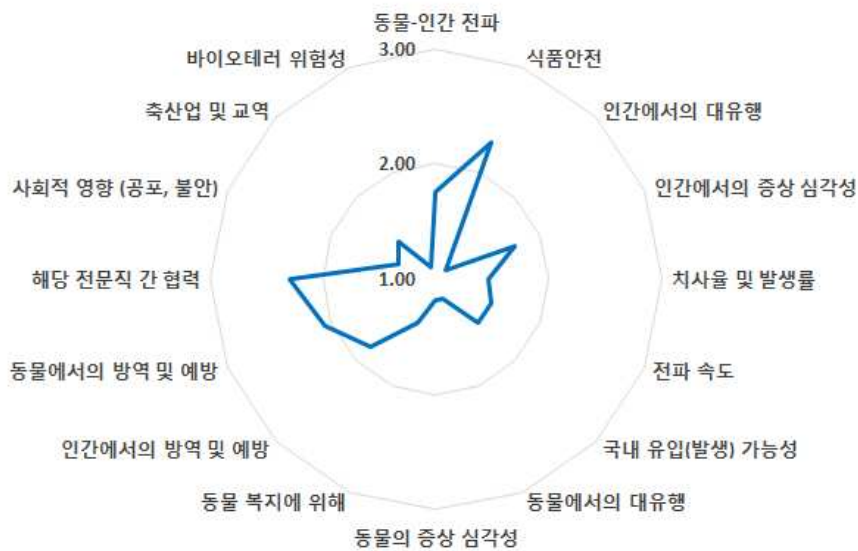 동물-인간 전파
3.00
바이오테러 위험성
식품안전
축산업 및 교역
인간에서의 대유행
2.00
사회적 영향 (공포, 불안)
인간에서의 증상 심각성
해당 전문직 간 협력
1.00
치사율 및 발생률
동물에서의 방역 및 예방
전파 속도
인간에서의 방역 및 예방
국내 유입(발생) 가능성
동물 복지에 위해
동물에서의 대유행
동물의 증상 심각성